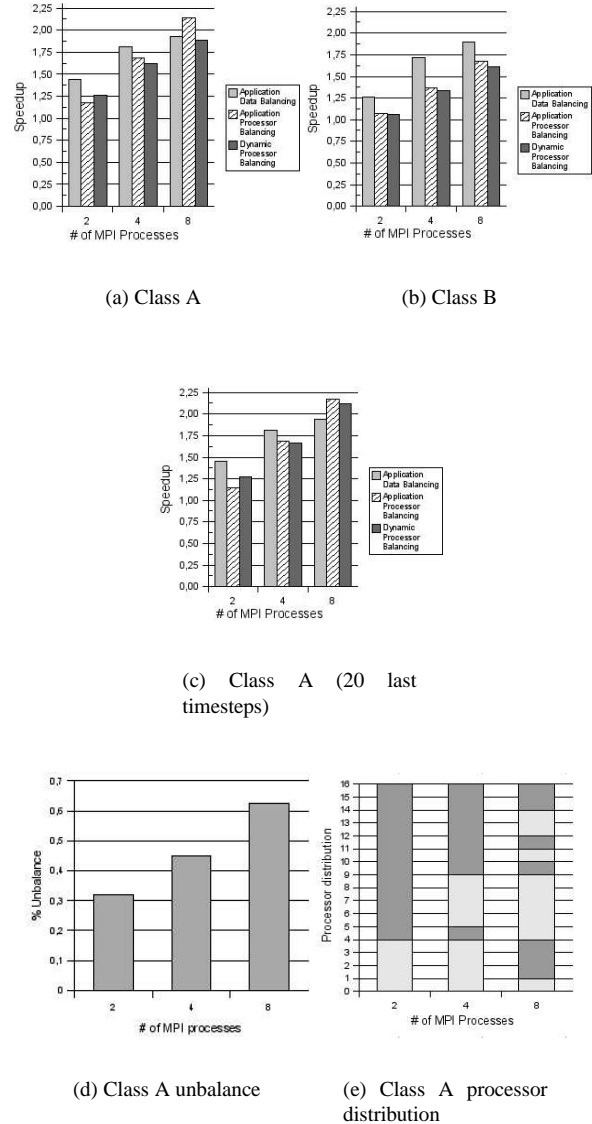 2,25
2,00
1,75
1,50
1,25
1,00
0,75
0,50
0,25
0,00
Speedup
2
4
8
# of MPI Processes
Application
Data Balancing
Application
Processor
Balancing
Dynamic
Processor
Balancing
(a) Class A
2,25
2,00
1,75
1,50
1,25
1,00
0,75
0,50
0,25
0,00
Speedup
2
4
8
# of MPI Processes
Application
Data Balancing
Application
Processor
Balancing
Dynamic
Processor
Balancing
(b) Class B
2,25
2,00
1,75
1,50
1,25
1,00
0,75
0,50
0,25
0,00
Speedup
2
4
8
# of MPI Processes
Application
Data Balancing
Application
Processor
Balancing
Dynamic
Processor
Balancing
(c) Class A (20 last
timesteps)
0,7
0,6
0,5
0,4
0,3
0,2
0,1
0
% Unbalance
2
4
8
# of MPI processes
(d) Class A unbalance
16
15
14
13
12
11
10
9
8
7
6
5
4
3
2
1
0
Processor distribution
2
4
8
# of MPI Processes
(e) Class A processor
distribution